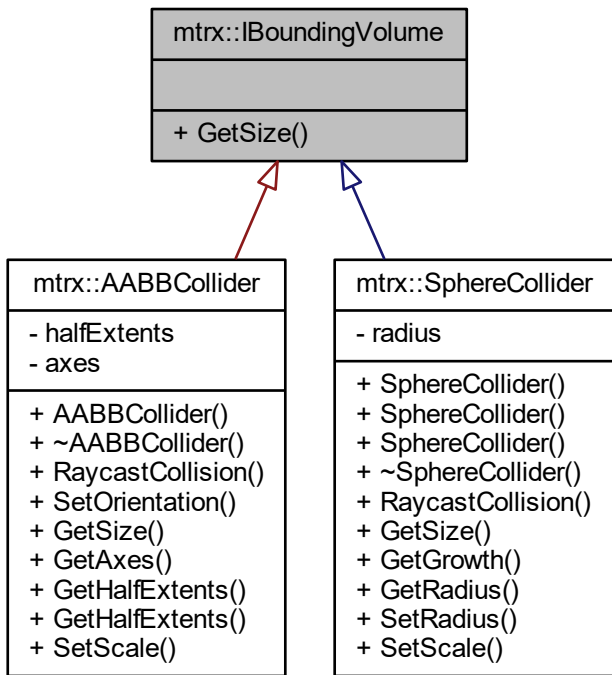 mtrx::IBoundingVolume
+ GetSize()
mtrx::AABBCollider
- halfExtents
- axes
+ AABBCollider()
+ ~AABBCollider()
+ RaycastCollision()
+ SetOrientation()
+ GetSize()
+ GetAxes()
+ GetHalfExtents()
+ GetHalfExtents()
+ SetScale()
mtrx::SphereCollider
- radius
+ SphereCollider()
+ SphereCollider()
+ SphereCollider()
+ ~SphereCollider()
+ RaycastCollision()
+ GetSize()
+ GetGrowth()
+ GetRadius()
+ SetRadius()
+ SetScale()